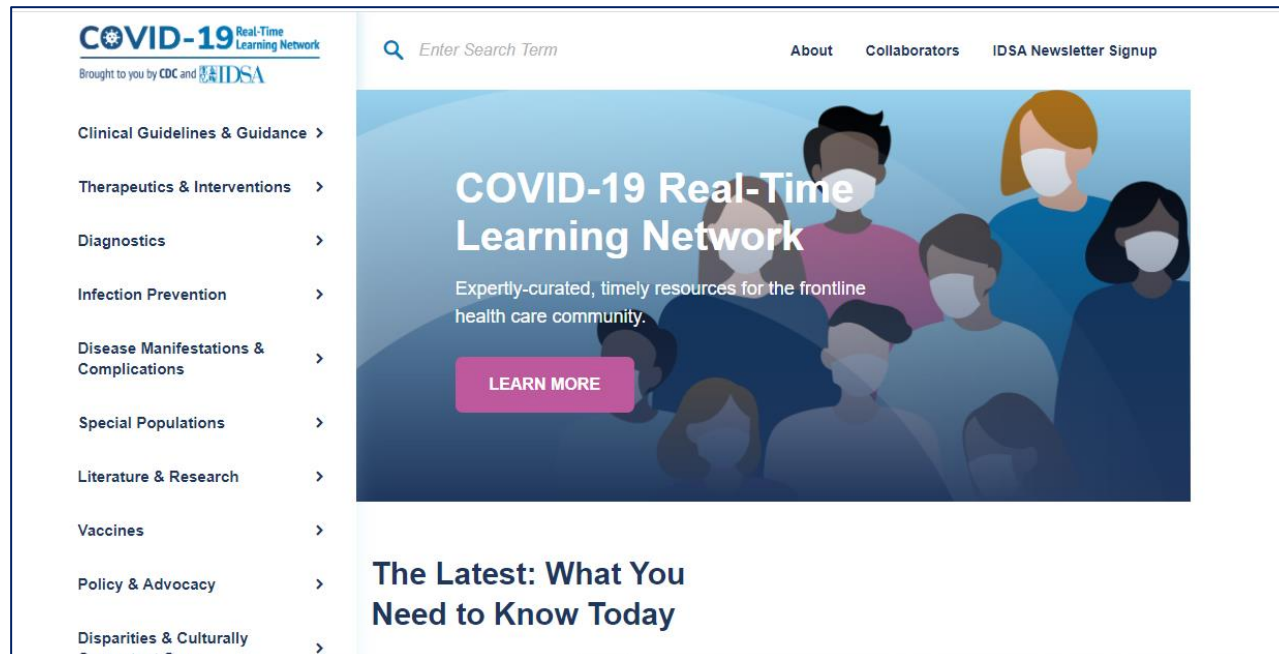 COVID-19 Real-Time
Learning Network
Brought to you by CDC and IDSA
Enter Search Term
About
Collaborators
IDSA Newsletter Signup
Clinical Guidelines & Guidance
Therapeutics & Interventions
Diagnostics
Infection Prevention
Disease Manifestations &
Complications
Special Populations
Literature & Research
Vaccines
Policy & Advocacy
Disparities & Culturally
COVID-19 Real-Time
Learning Network
Expertly-curated, timely resources for the frontline
health care community.
LEARN MORE
The Latest: What You
Need to Know Today